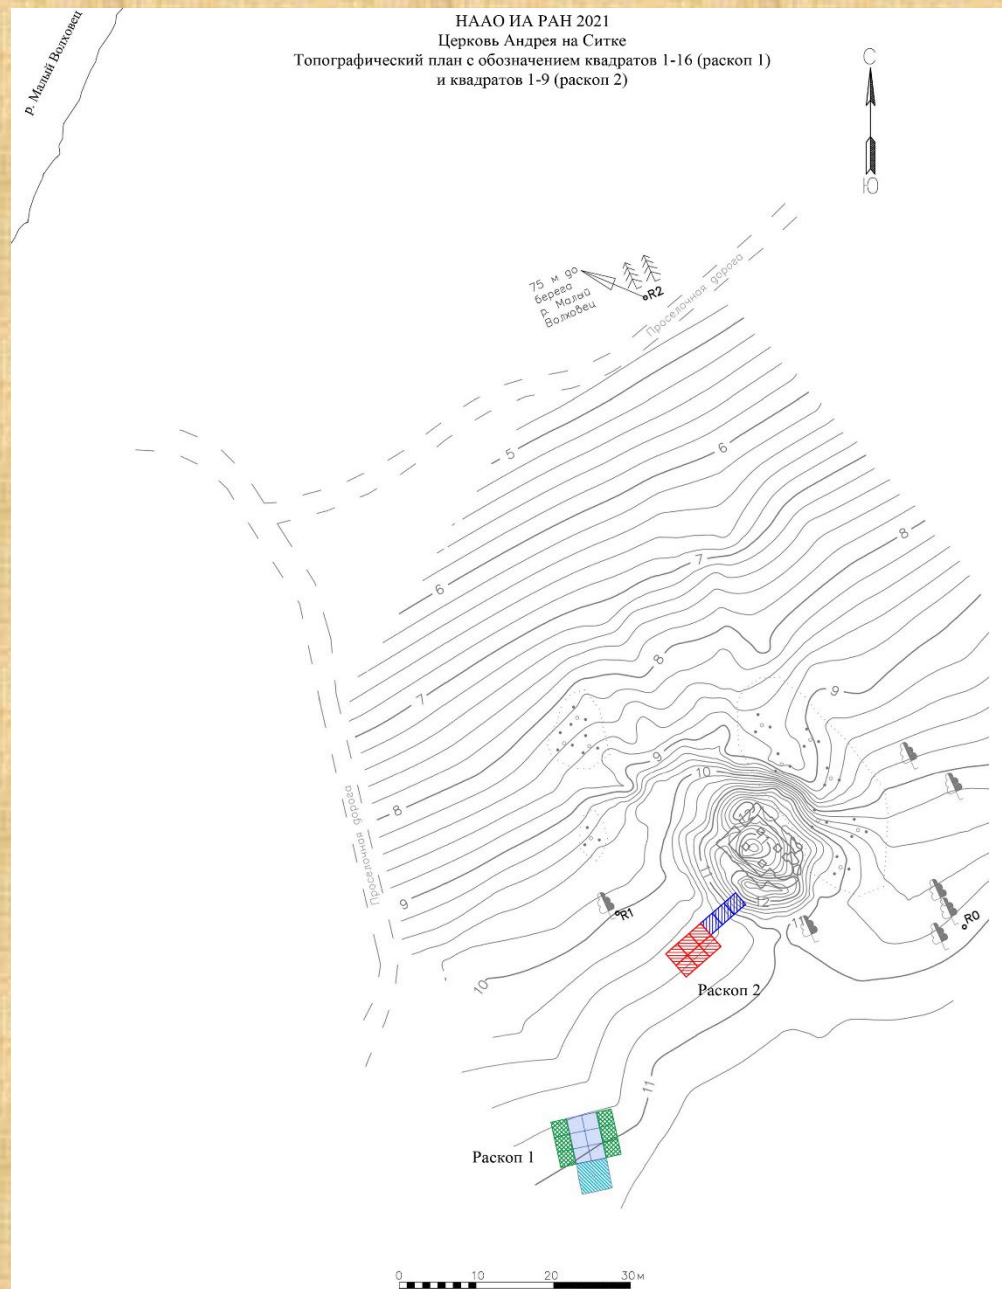 НААО ИА РАН 2021
Церковь Андрея на Ситке
Топографический план с обозначением квадратов 1-16 (раскоп 1)
и квадратов 1-9 (раскоп 2)
р. Малый Волховец
С
Ю
75 м до
берега
р. Малый
Волховец
R2
Проселочная дорога
5
6
8
7
6
8
7
9
9
10
8
Проселочная дорога
12
11
9
12
11
R1
R0
10
Раскоп 2
11
Раскоп 1
0 10 20 30м